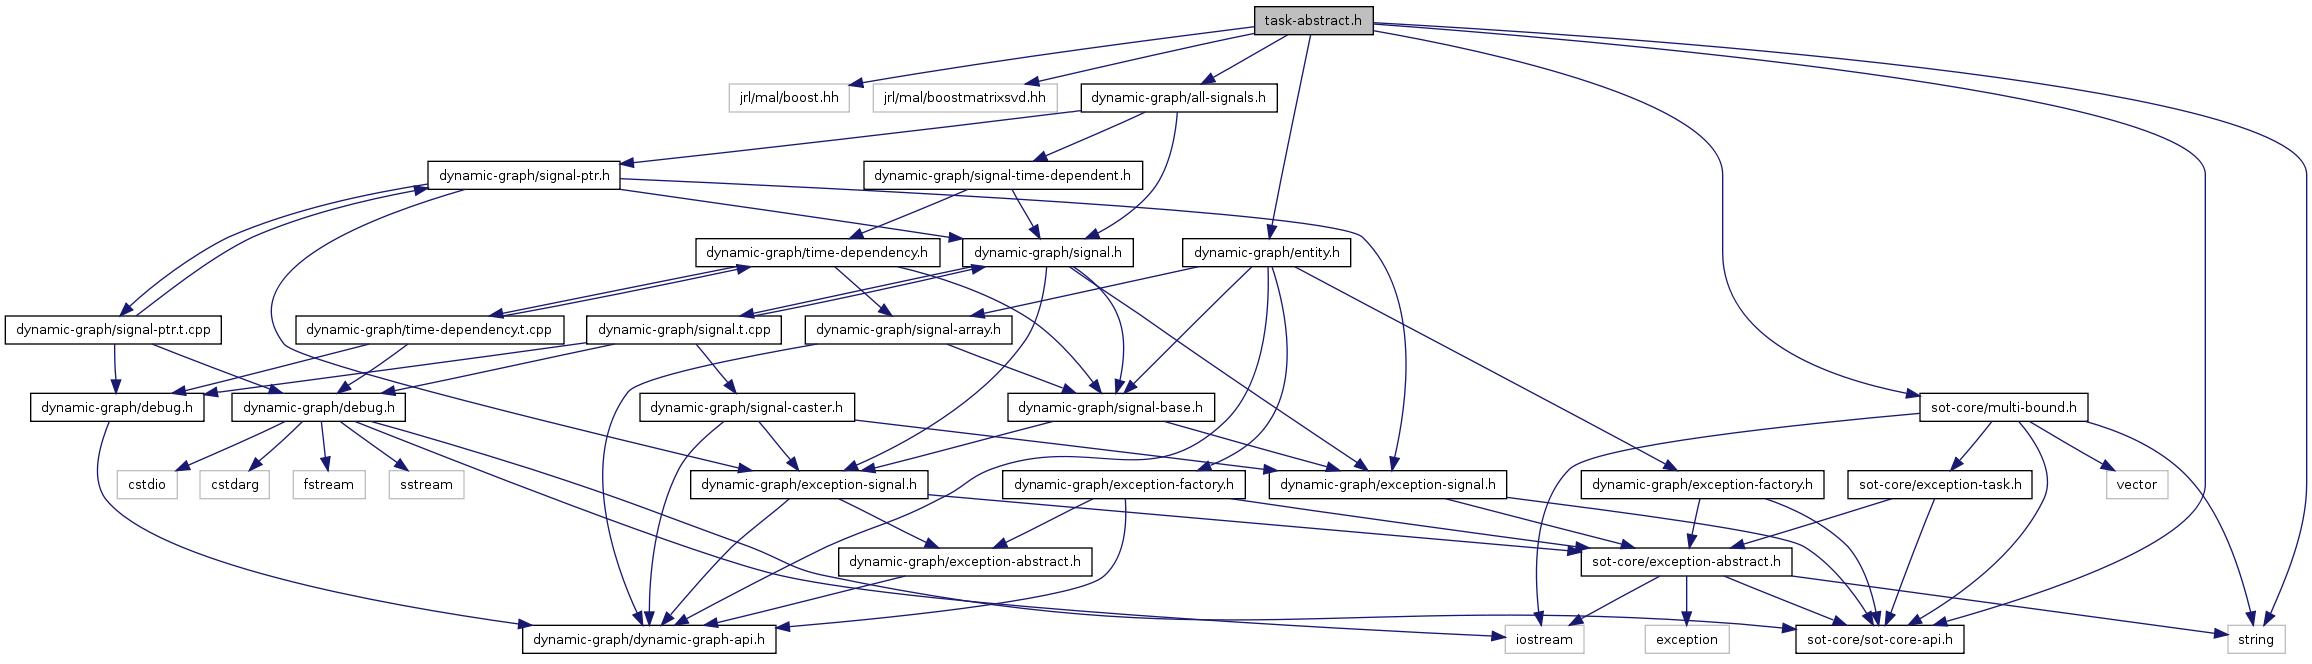 task-abstract.h
jrl/mal/boost.hh
jrl/mal/boostmatrixsvd.hh
dynamic-graph/all-signals.h
dynamic-graph/signal-ptr.h
dynamic-graph/signal-time-dependent.h
dynamic-graph/time-dependency.h
dynamic-graph/signal.h
dynamic-graph/entity.h
dynamic-graph/signal-ptr.t.cpp
dynamic-graph/time-dependency.t.cpp
dynamic-graph/signal.t.cpp
dynamic-graph/signal-array.h
dynamic-graph/debug.h
dynamic-graph/debug.h
dynamic-graph/signal-caster.h
dynamic-graph/signal-base.h
sot-core/multi-bound.h
cstdio
cstdarg
fstream
sstream
dynamic-graph/exception-signal.h
dynamic-graph/exception-factory.h
dynamic-graph/exception-signal.h
dynamic-graph/exception-factory.h
sot-core/exception-task.h
vector
dynamic-graph/exception-abstract.h
sot-core/exception-abstract.h
dynamic-graph/dynamic-graph-api.h
iostream
exception
sot-core/sot-core-api.h
string